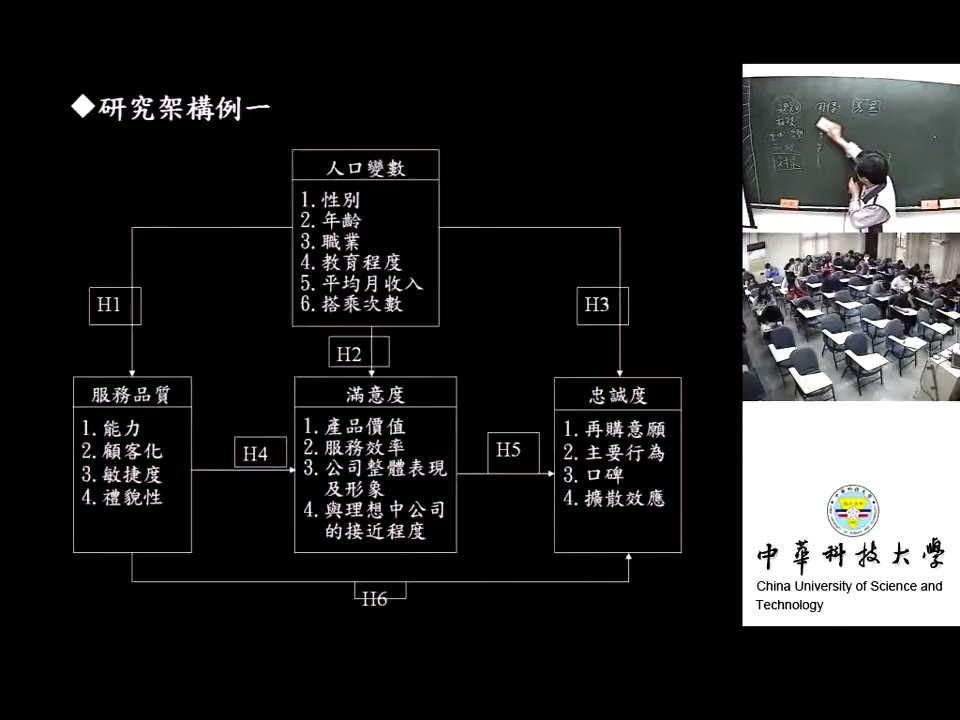 ◆研究架構例一
人口變數
1.性別
2.年齡
3.職業
4.教育程度
5.平均月收入
6.搭乘次數
H1
H2
H3
服務品質
1.能力
2.顧客化
3.敏捷度
4.禮貌性
H4
滿意度
1.產品價值
2.服務效率
3.公司整體表現
及形象
4.與理想中公司
的接近程度
H5
忠誠度
1.再購意願
2.主要行為
3.口碑
4.擴散效應
H6
中華科技大學
China University of Science and
Technology